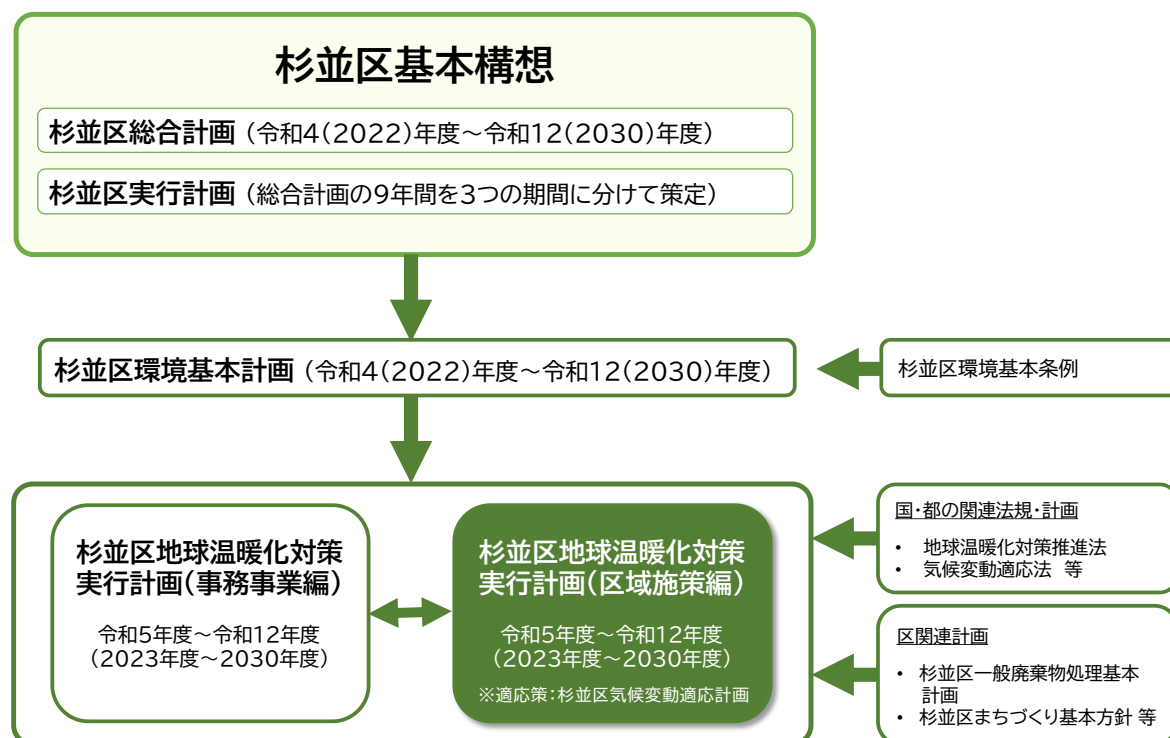 杉並区基本構想
杉並区総合計画 (令和4(2022)年度～令和12(2030)年度)
杉並区実行計画 (総合計画の9年間を3つの期間に分けて策定)
杉並区環境基本計画 (令和4(2022)年度～令和12(2030)年度)
杉並区環境基本条例
杉並区地球温暖化対策
実行計画(事務事業編)
令和5年度～令和12年度
(2023年度～2030年度)
杉並区地球温暖化対策
実行計画(区域施策編)
令和5年度～令和12年度
(2023年度～2030年度)
※適応策:杉並区気候変動適応計画
国・都の関連法規・計画
• 地球温暖化対策推進法
• 気候変動適応法 等
区関連計画
• 杉並区一般廃棄物処理基本
計画
• 杉並区まちづくり基本方針 等